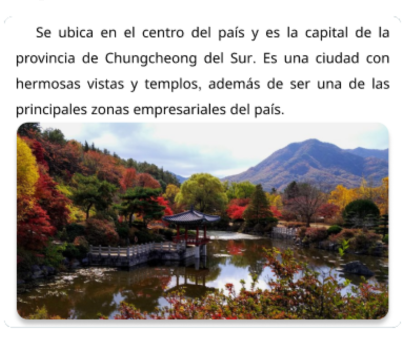 Se ubica en el centro del país y es la capital de la
provincia de Chungcheong del Sur. Es una ciudad con
hermosas vistas y templos, además de ser una de las
principales zonas empresariales del país.